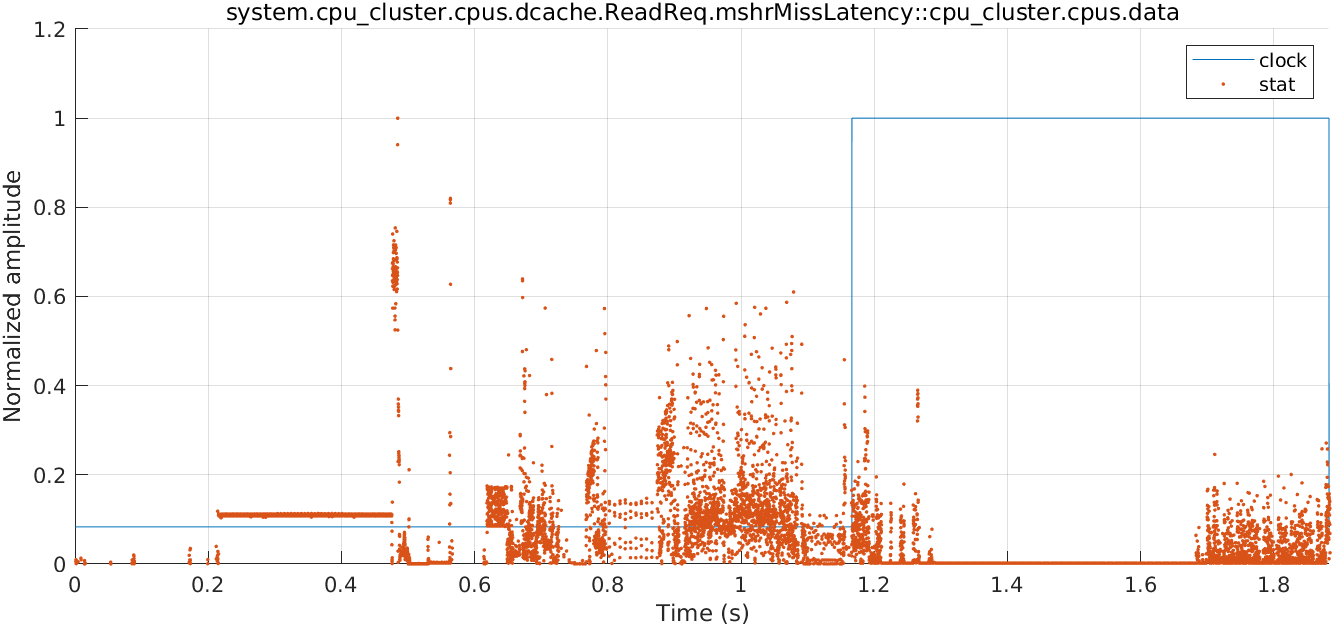 system.cpu_cluster.cpus.dcache.ReadReq.mshrMissLatency::cpu_cluster.cpus.data
1.2
1
0.8
0.6
0.4
0.2
0
Normalized amplitude
clock
stat
0 0.2 0.4 0.6 0.8 1 1.2 1.4 1.6 1.8
Time (s)